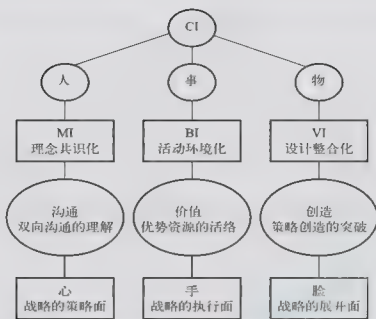 CI
人
事
物
MI
理念共识化
BI
活动环境化
VI
设计整合化
沟通
双向沟通的理解
价值
优势资源的活络
创造
策略创造的突破
心
战略的策略面
手
战略的执行面
脸
战略的展开面